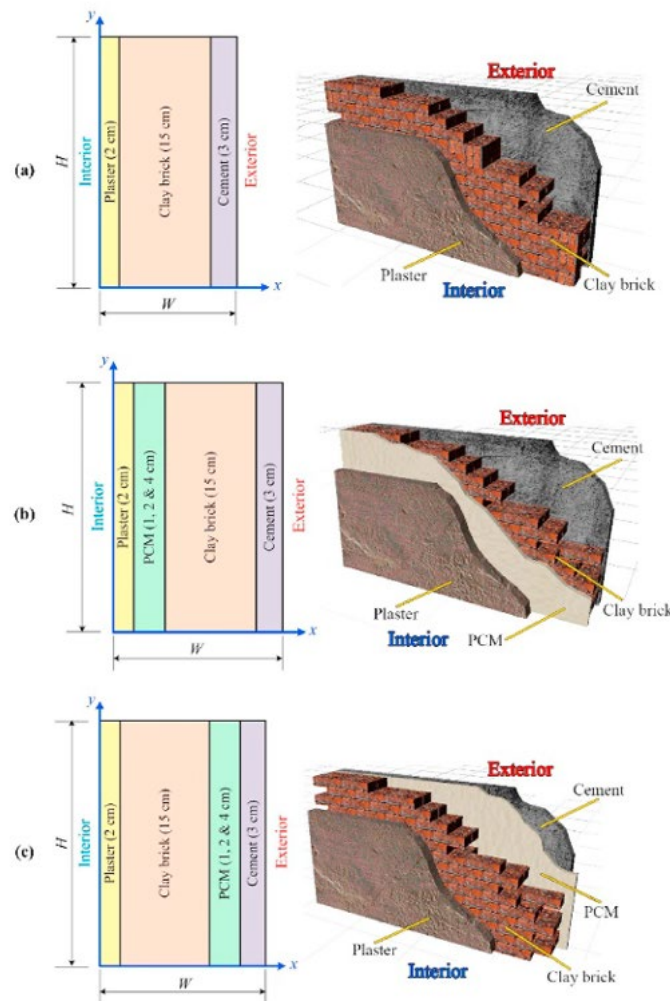 (a)
y
H
Interior
Plaster (2 cm)
Clay brick (15 cm)
Cement (3 cm)
Exterior
x
W
Exterior
Cement
Plaster
Clay brick
Interior
(b)
y
H
Interior
Plaster (2 cm)
PCM (1, 2 & 4 cm)
Clay brick (15 cm)
Cement (3 cm)
Exterior
x
W
Exterior
Cement
Plaster
Clay brick
PCM
Interior
(c)
y
H
Interior
Plaster (2 cm)
Clay brick (15 cm)
PCM (1, 2 & 4 cm)
Cement (3 cm)
Exterior
x
W
Exterior
Cement
PCM
Plaster
Clay brick
Interior